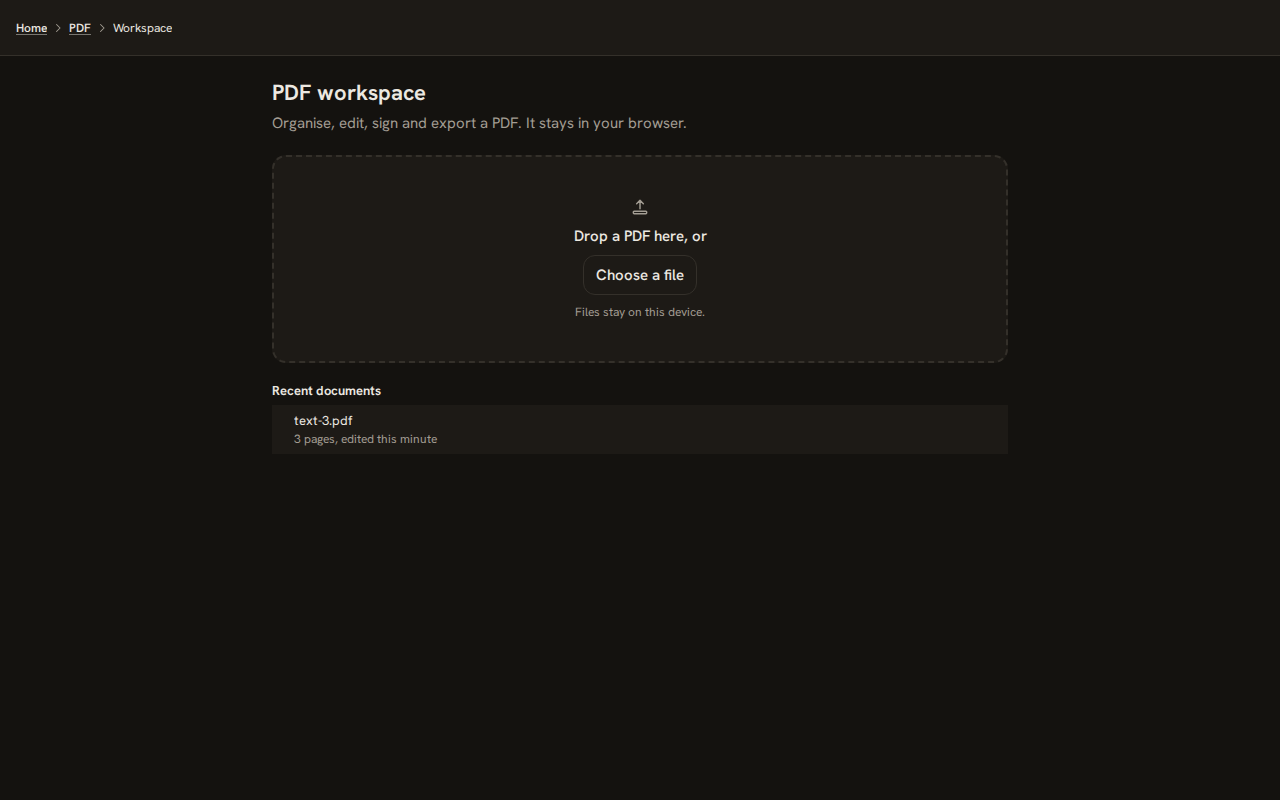 Home > PDF > Workspace
PDF workspace
Organise, edit, sign and export a PDF. It stays in your browser.
Drop a PDF here, or
Choose a file
Files stay on this device.
Recent documents
text-3.pdf
3 pages, edited this minute